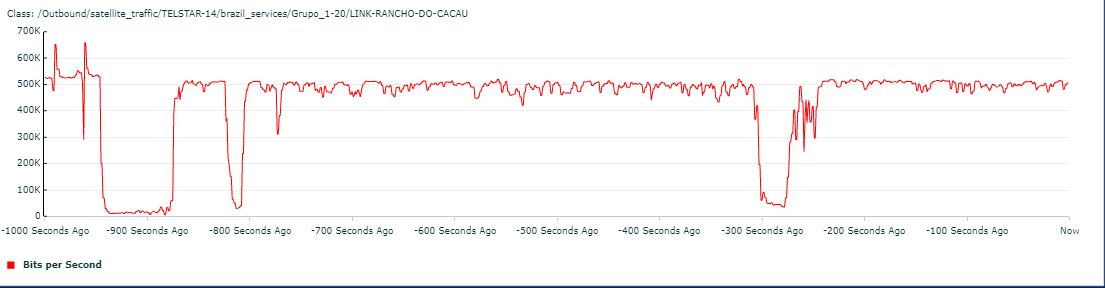 Class: /Outbound/satellite_traffic/TELSTAR-14/brazil_services/Grupo_1-20/LINK-RANCHO-DO-CACAU
700K
600K
500K
400K
300K
200K
100K
0
-1000 Seconds Ago -900 Seconds Ago -800 Seconds Ago -700 Seconds Ago -600 Seconds Ago -500 Seconds Ago -400 Seconds Ago -300 Seconds Ago -200 Seconds Ago -100 Seconds Ago Now
Bits per Second